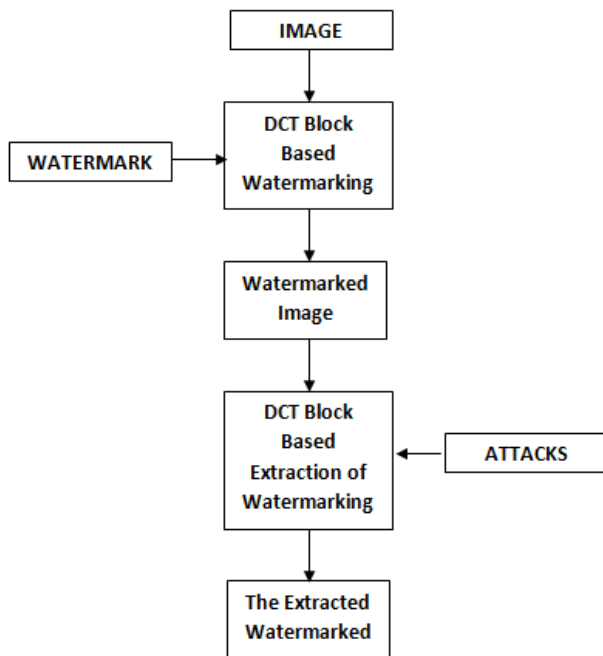 IMAGE
DCT Block
Based
Watermarking
WATERMARK
Watermarked
Image
DCT Block
Based
Extraction of
Watermarking
ATTACKS
The Extracted
Watermarked